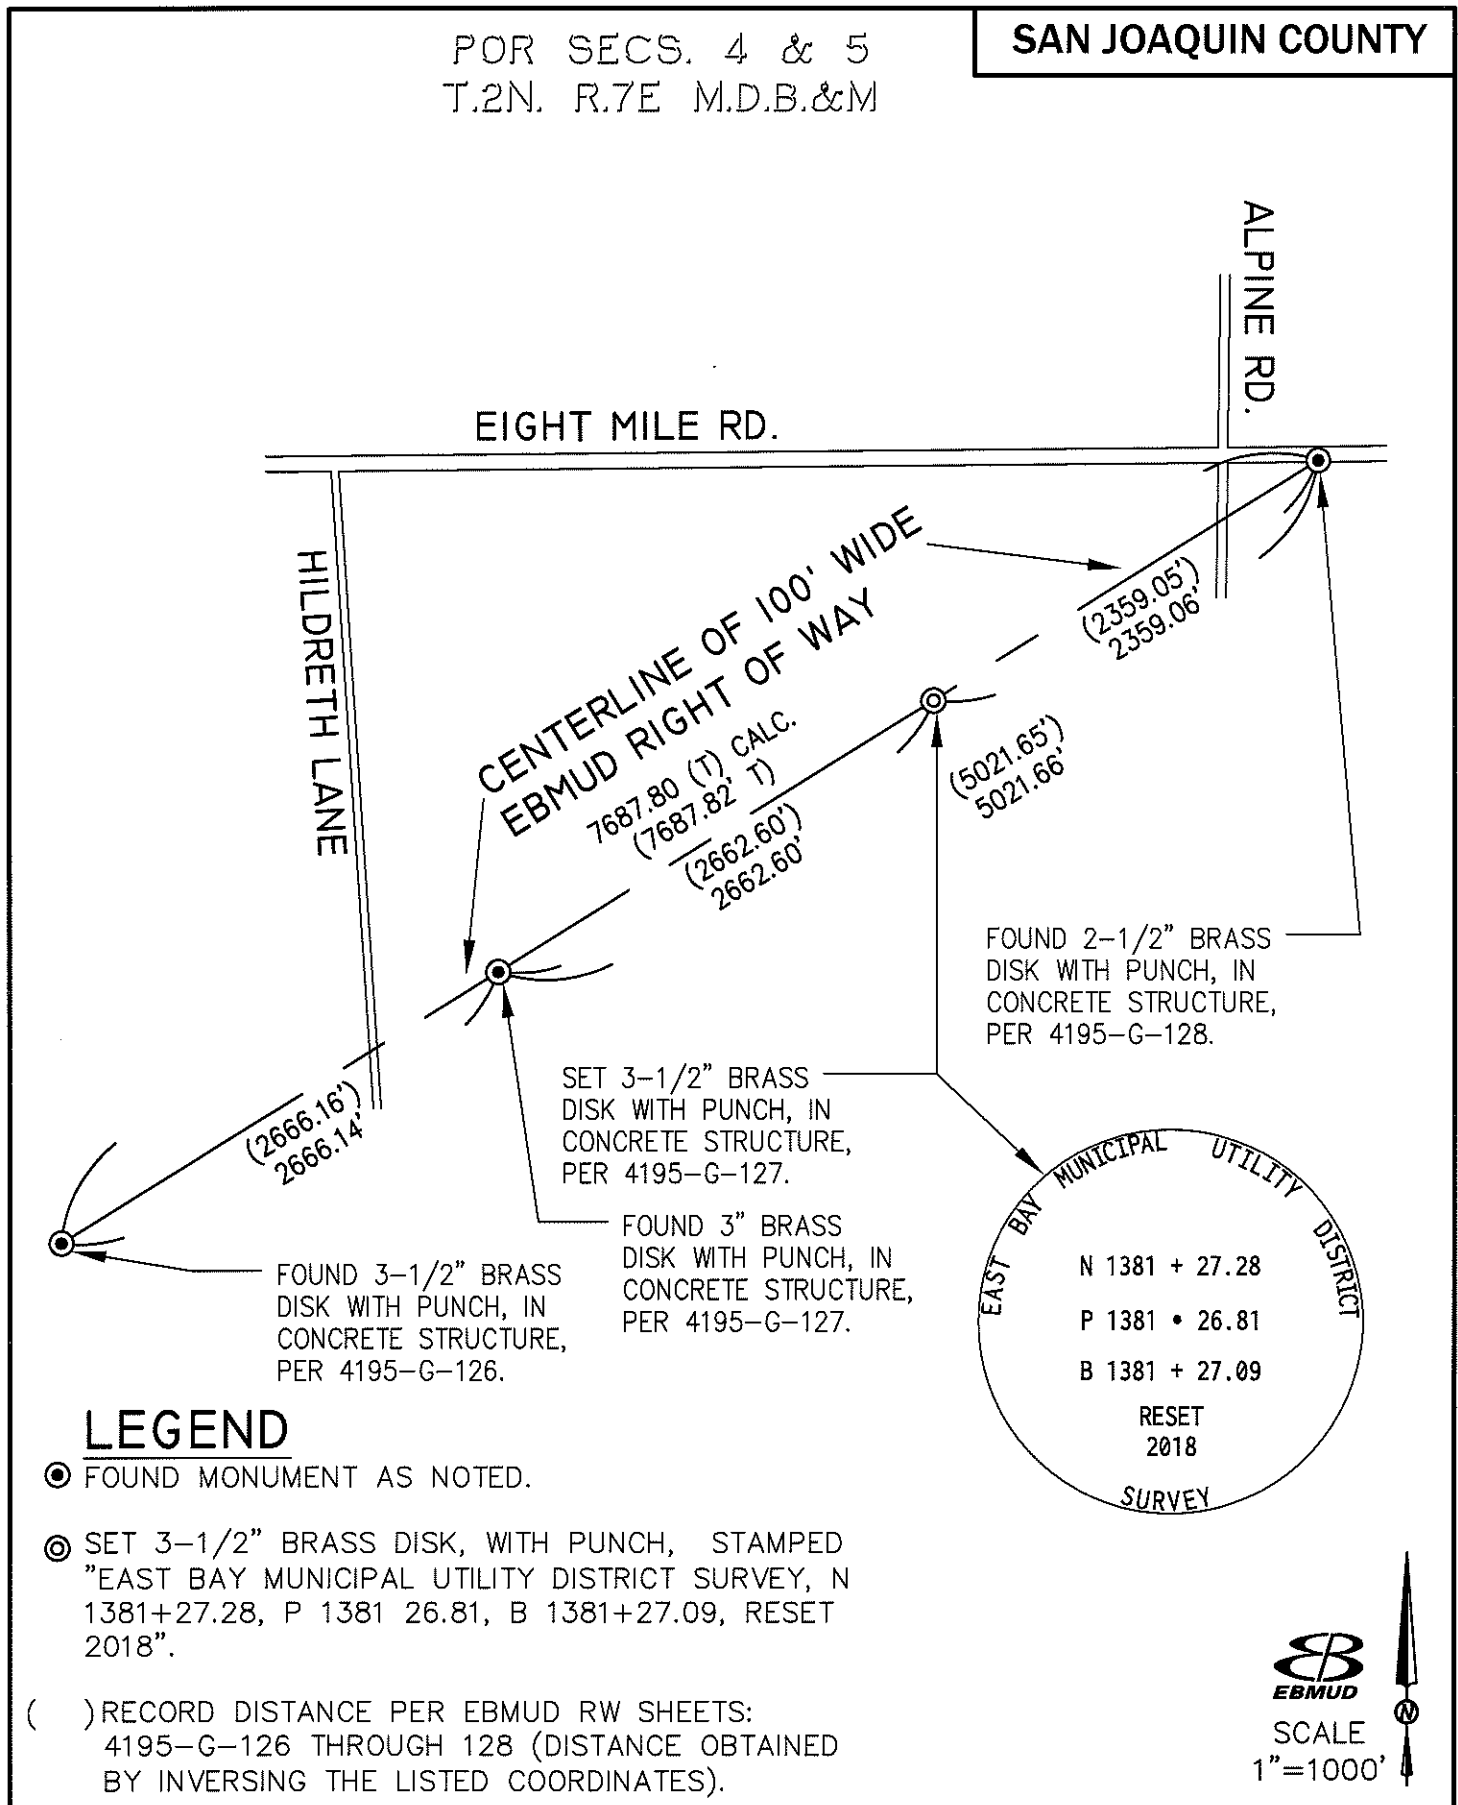 SAN JOAQUIN COUNTY
POR SECS. 4 & 5
T.2N. R.7E M.D.B.&M
ALPINE RD.
EIGHT MILE RD.
HILDRETH LANE
CENTERLINE OF 100' WIDE
EBMUD RIGHT OF WAY
7687.80 (T) CALC.
(7687.82' T)
(2662.60')
2662.60'
(2359.05')
2359.06'
(5021.65')
5021.66'
(2666.16')
2666.14'
FOUND 2-1/2" BRASS
DISK WITH PUNCH, IN
CONCRETE STRUCTURE,
PER 4195-G-128.
SET 3-1/2" BRASS
DISK WITH PUNCH, IN
CONCRETE STRUCTURE,
PER 4195-G-127.
FOUND 3" BRASS
DISK WITH PUNCH, IN
CONCRETE STRUCTURE,
PER 4195-G-127.
FOUND 3-1/2" BRASS
DISK WITH PUNCH, IN
CONCRETE STRUCTURE,
PER 4195-G-126.
EAST BAY MUNICIPAL UTILITY DISTRICT
N 1381 + 27.28
P 1381 • 26.81
B 1381 + 27.09
RESET
2018
SURVEY
LEGEND
FOUND MONUMENT AS NOTED.
SET 3-1/2" BRASS DISK, WITH PUNCH, STAMPED
"EAST BAY MUNICIPAL UTILITY DISTRICT SURVEY, N
1381+27.28, P 1381 26.81, B 1381+27.09, RESET
2018".
( ) RECORD DISTANCE PER EBMUD RW SHEETS:
4195-G-126 THROUGH 128 (DISTANCE OBTAINED
BY INVERSING THE LISTED COORDINATES).
EBMUD
N
SCALE
1"=1000'